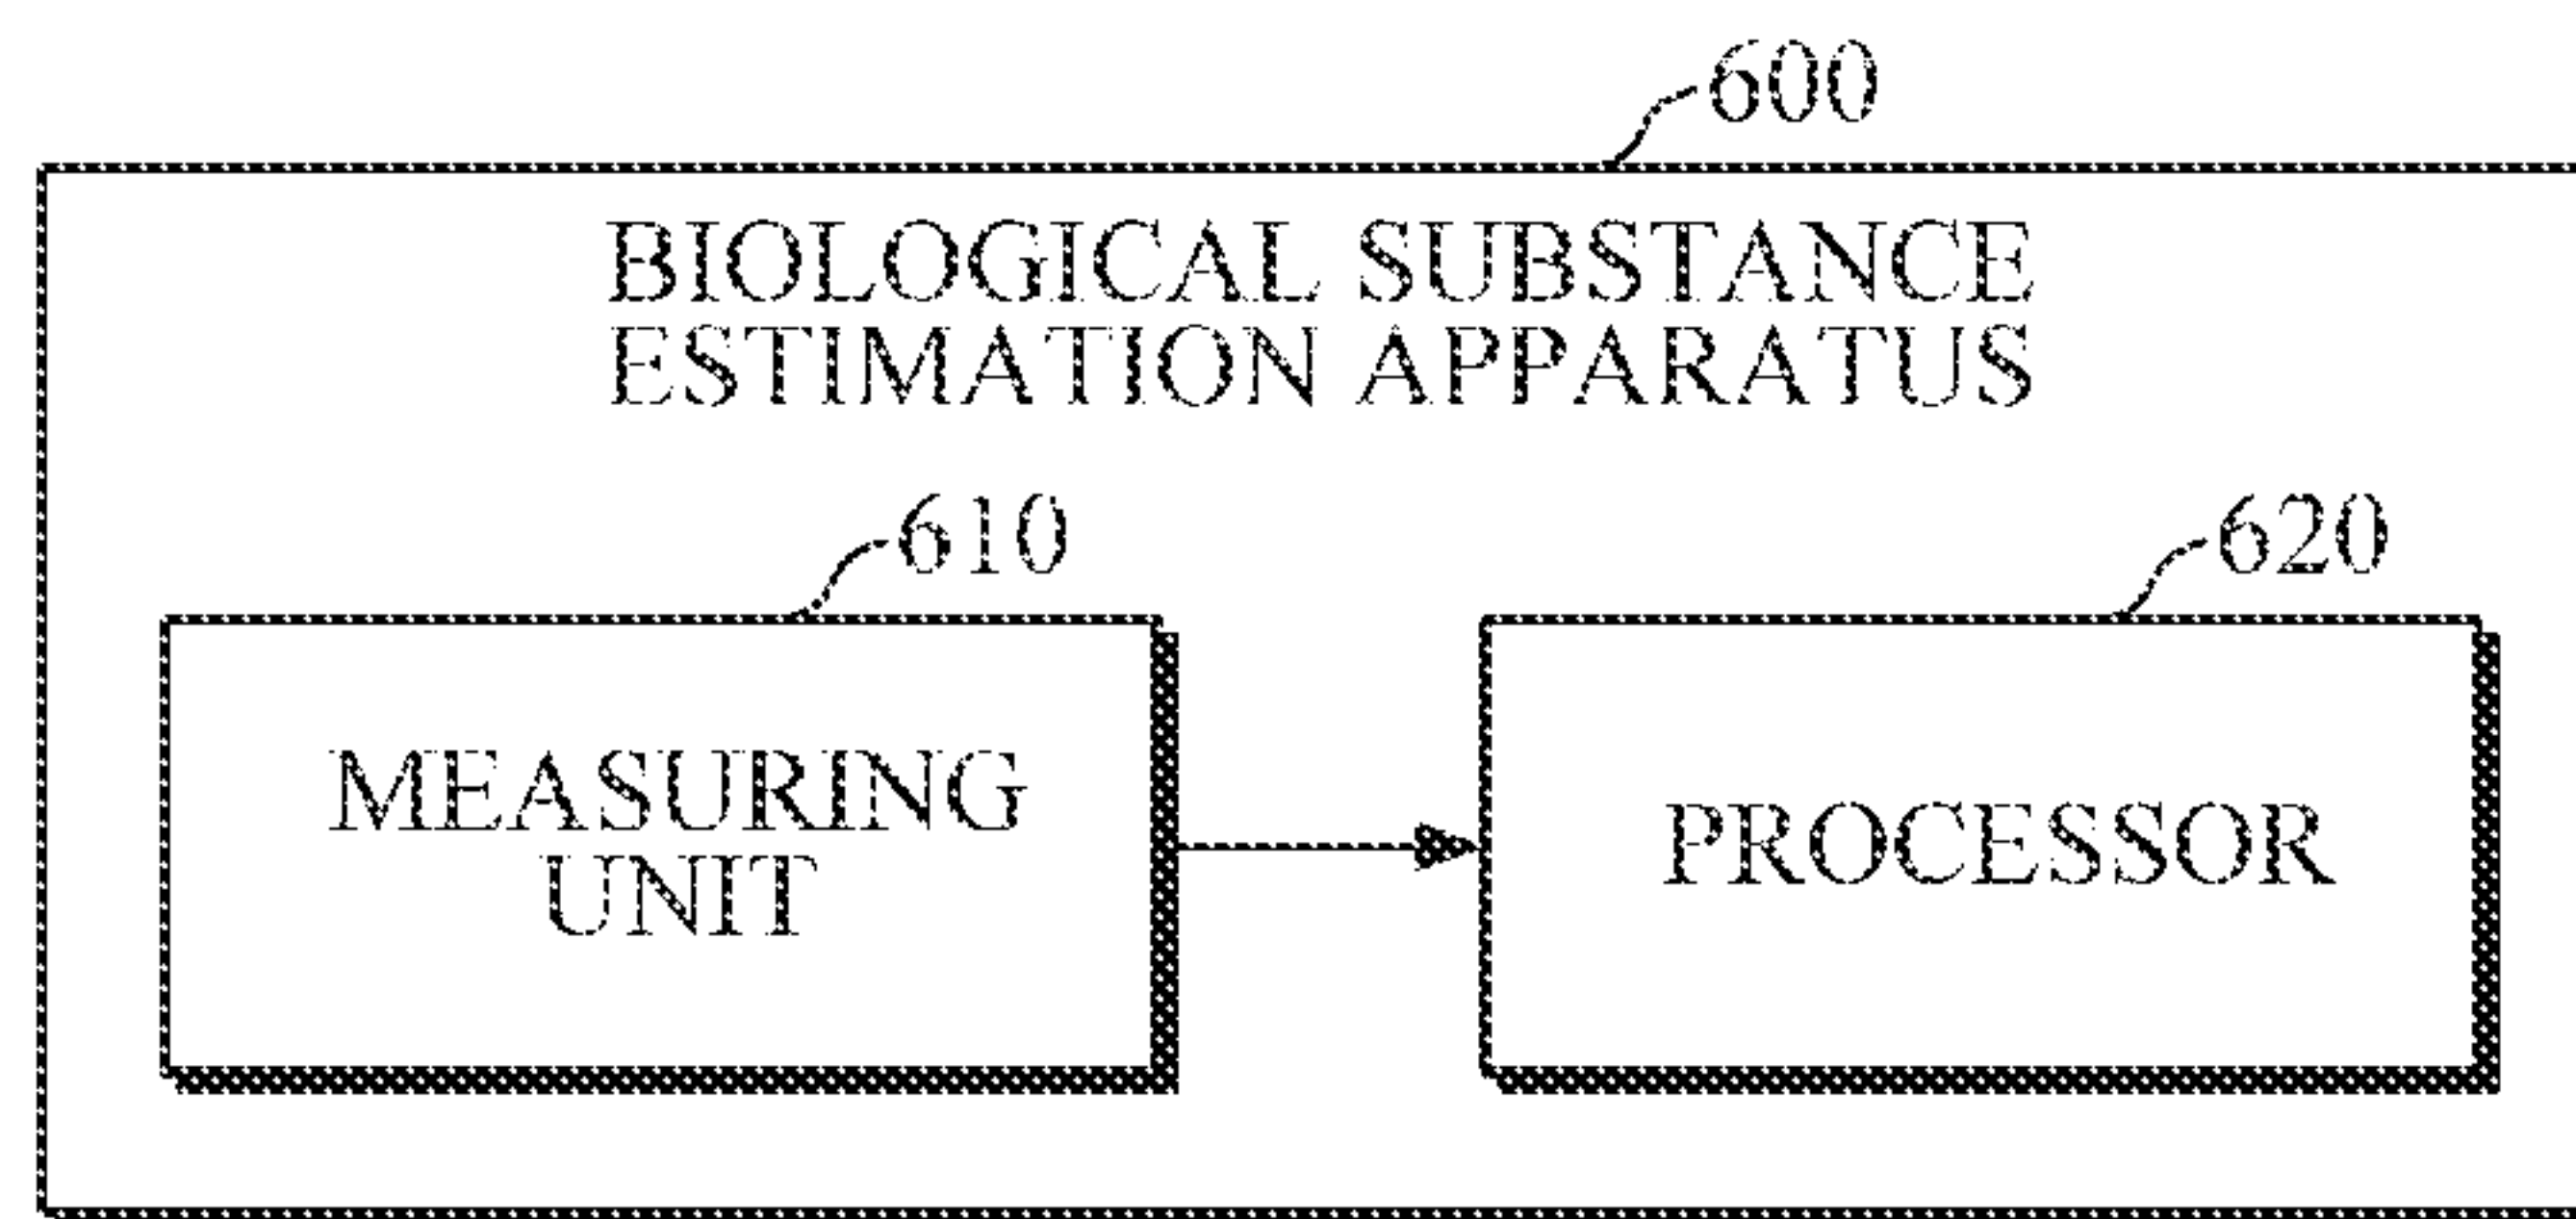 600
BIOLOGICAL SUBSTANCE
ESTIMATION APPARATUS
610
620
MEASURING
UNIT
PROCESSOR